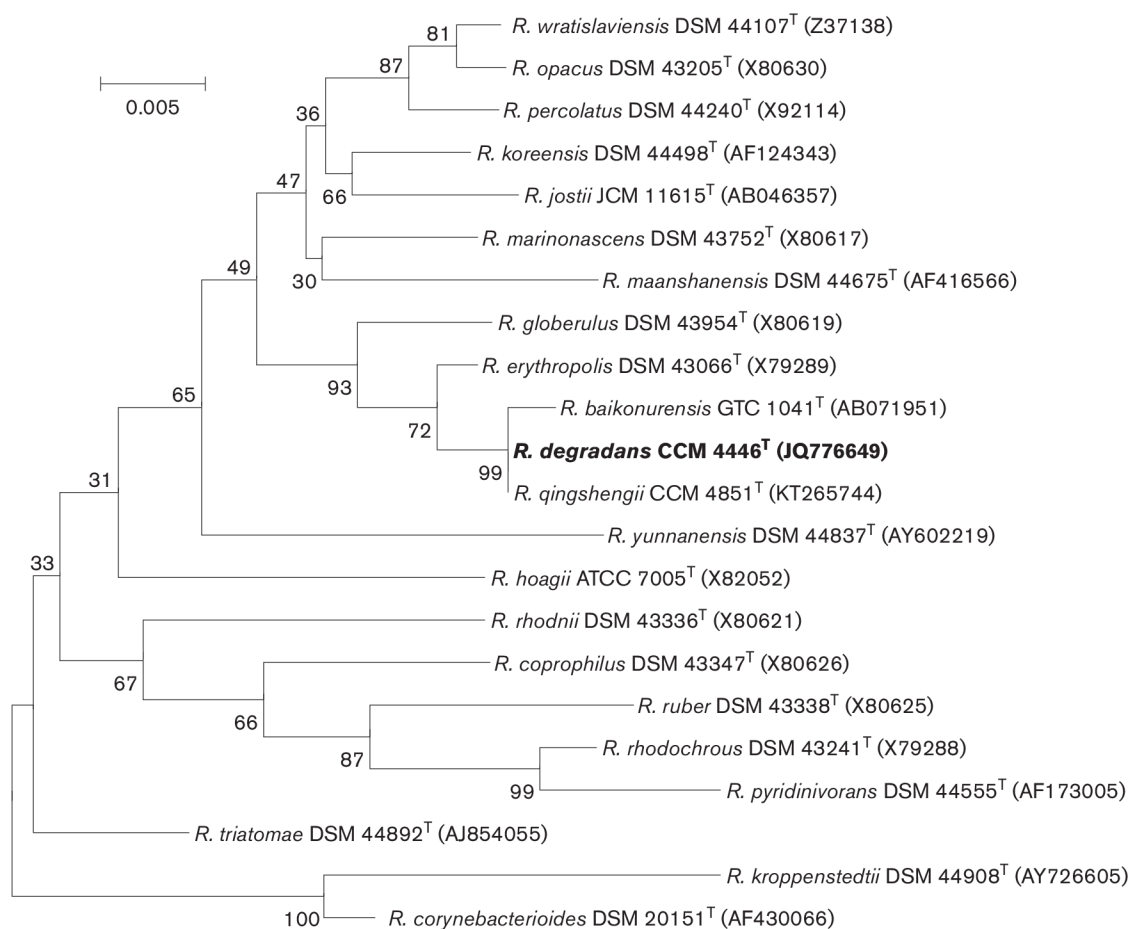 81
R. wratislaviensis DSM 44107T (Z37138)
87
R. opacus DSM 43205T (X80630)
0.005
36
R. percolatus DSM 44240T (X92114)
R. koreensis DSM 44498T (AF124343)
47
66
R. jostii JCM 11615T (AB046357)
R. marinonascens DSM 43752T (X80617)
49
30
R. maanshanensis DSM 44675T (AF416566)
R. globerulus DSM 43954T (X80619)
R. erythropolis DSM 43066T (X79289)
93
65
R. baikonurensis GTC 1041T (AB071951)
72
R. degradans CCM 4446T (JQ776649)
99
31
R. qingshengii CCM 4851T (KT265744)
R. yunnanensis DSM 44837T (AY602219)
33
R. hoagii ATCC 7005T (X82052)
R. rhodnii DSM 43336T (X80621)
67
R. coprophilus DSM 43347T (X80626)
66
R. ruber DSM 43338T (X80625)
87
R. rhodochrous DSM 43241T (X79288)
99
R. pyridinivorans DSM 44555T (AF173005)
R. triatomae DSM 44892T (AJ854055)
R. kroppenstedtii DSM 44908T (AY726605)
100
R. corynebacterioides DSM 20151T (AF430066)